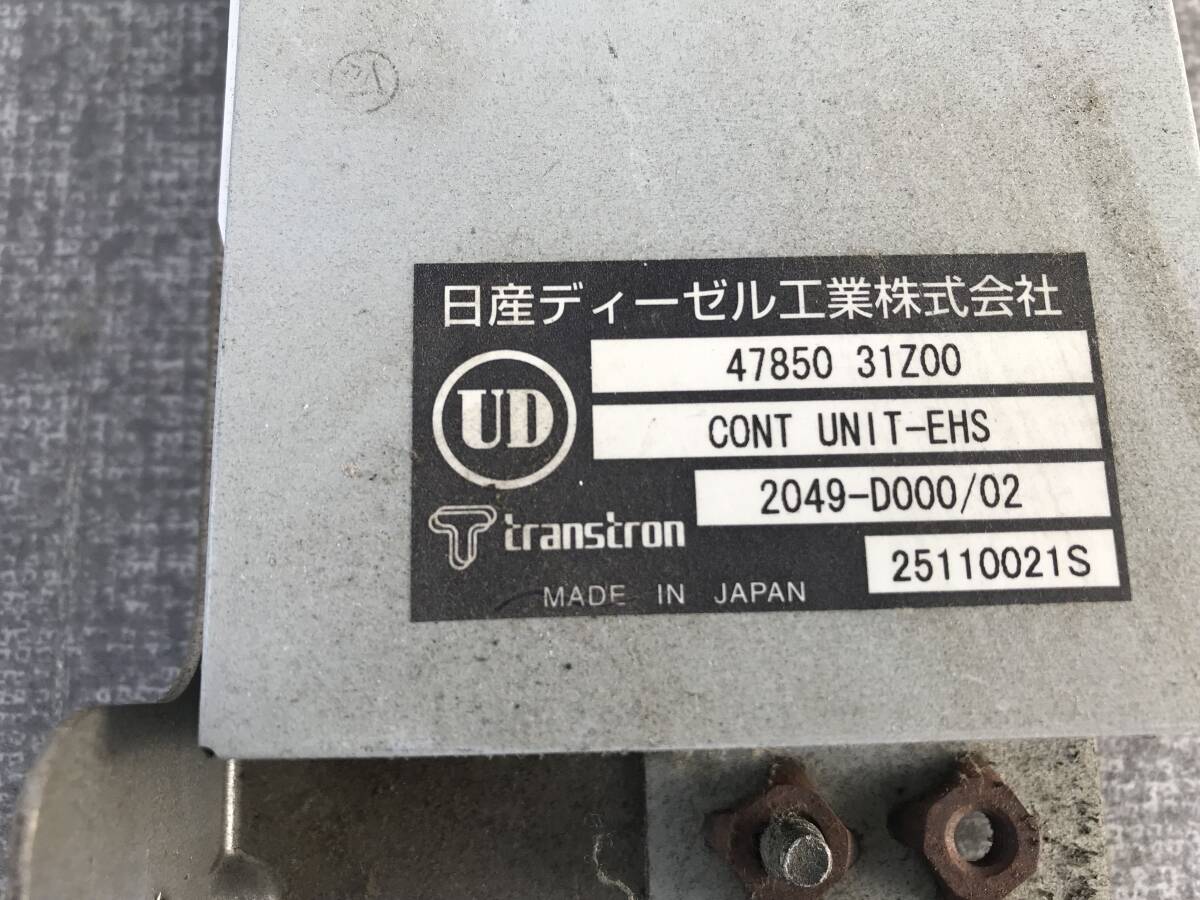 日産ディーゼル工業株式会社
UD
47850 31Z00
CONT UNIT-EHS
2049-D000/02
transtron
25110021S
MADE IN JAPAN